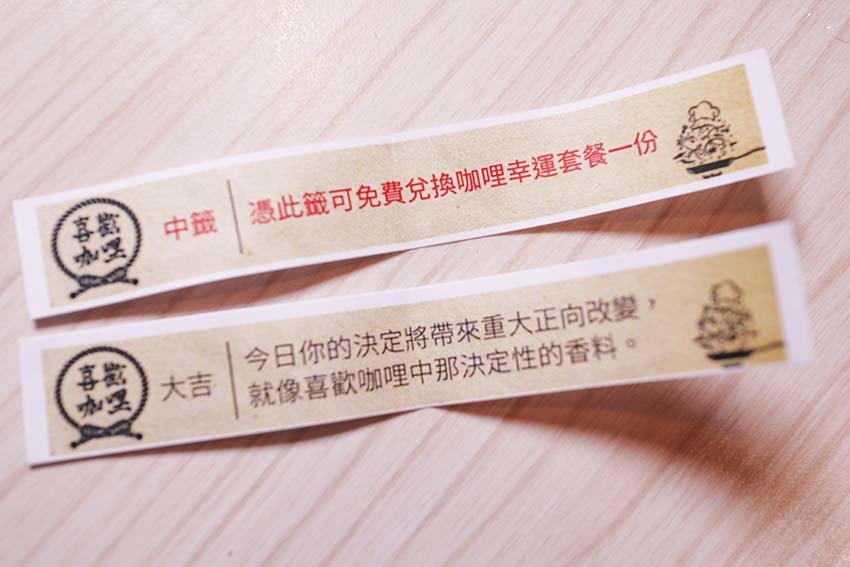 喜歡
咖哩
中籤
憑此籤可免費兌換咖哩幸運套餐一份
喜歡
咖哩
大吉
今日你的決定將帶來重大正向改變，
就像喜歡咖哩中那決定性的香料。